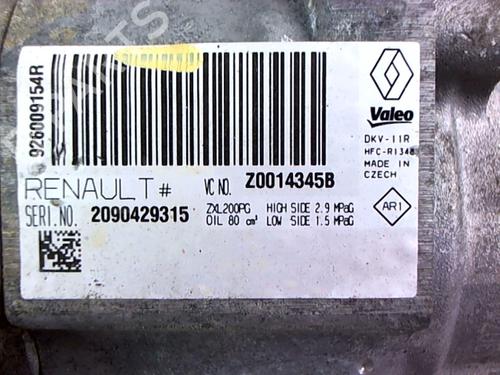 926009154R
Valeo
DKV-11R
HFC-R134a
MADE IN
CZECH
RENAULT# VC NO. Z0014345B
SERI.NO. 2090429315
ZXL200PG HIGH SIDE 2.9 MPaG
OIL 80 cm³ LOW SIDE 1.5 MPaG
AR1